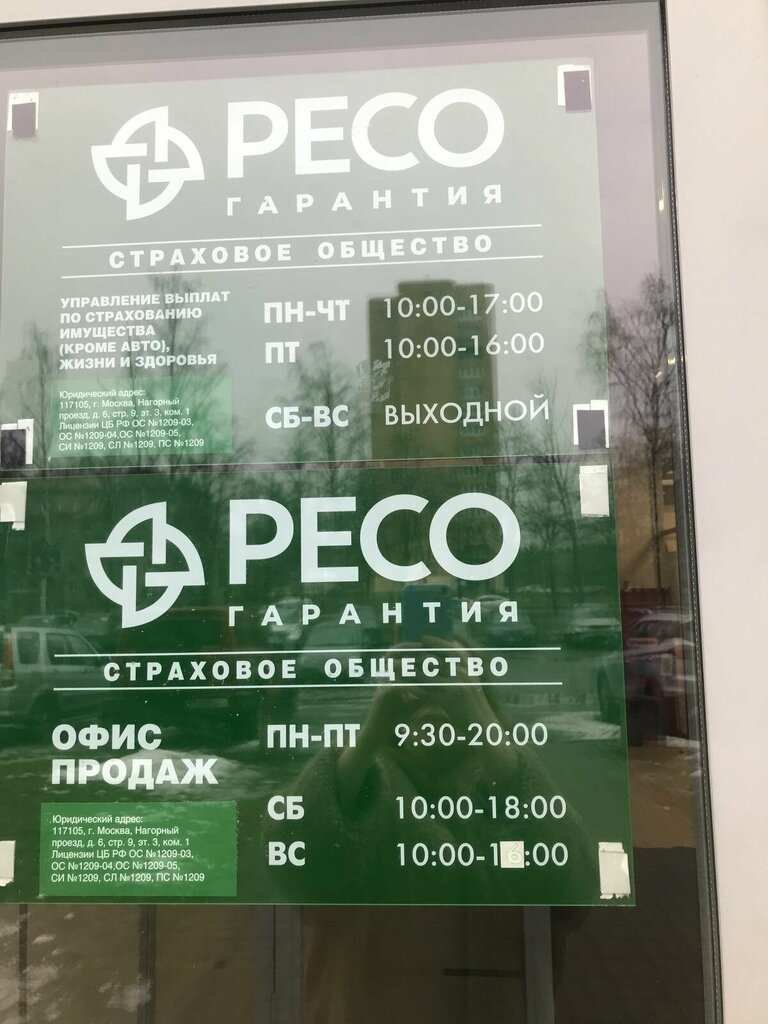 РЕСО
ГАРАНТИЯ
СТРАХОВОЕ ОБЩЕСТВО
УПРАВЛЕНИЕ ВЫПЛАТ
ПО СТРАХОВАНИЮ
ИМУЩЕСТВА
(КРОМЕ АВТО),
ЖИЗНИ И ЗДОРОВЬЯ
ПН-ЧТ 10:00-17:00
ПТ 10:00-16:00
СБ-ВС ВЫХОДНОЙ
Юридический адрес:
117105, г. Москва, Нагорный
проезд, д. 6, стр. 9, эт. 3, ком. 1
Лицензии ЦБ РФ ОС №1209-03,
ОС №1209-04,ОС №1209-05,
СИ №1209, СЛ №1209, ПС №1209
РЕСО
ГАРАНТИЯ
СТРАХОВОЕ ОБЩЕСТВО
ОФИС
ПРОДАЖ
ПН-ПТ 9:30-20:00
СБ 10:00-18:00
ВС 10:00-16:00
Юридический адрес:
117105, г. Москва, Нагорный
проезд, д. 6, стр. 9, эт. 3, ком. 1
Лицензии ЦБ РФ ОС №1209-03,
ОС №1209-04,ОС №1209-05,
СИ №1209, СЛ №1209, ПС №1209